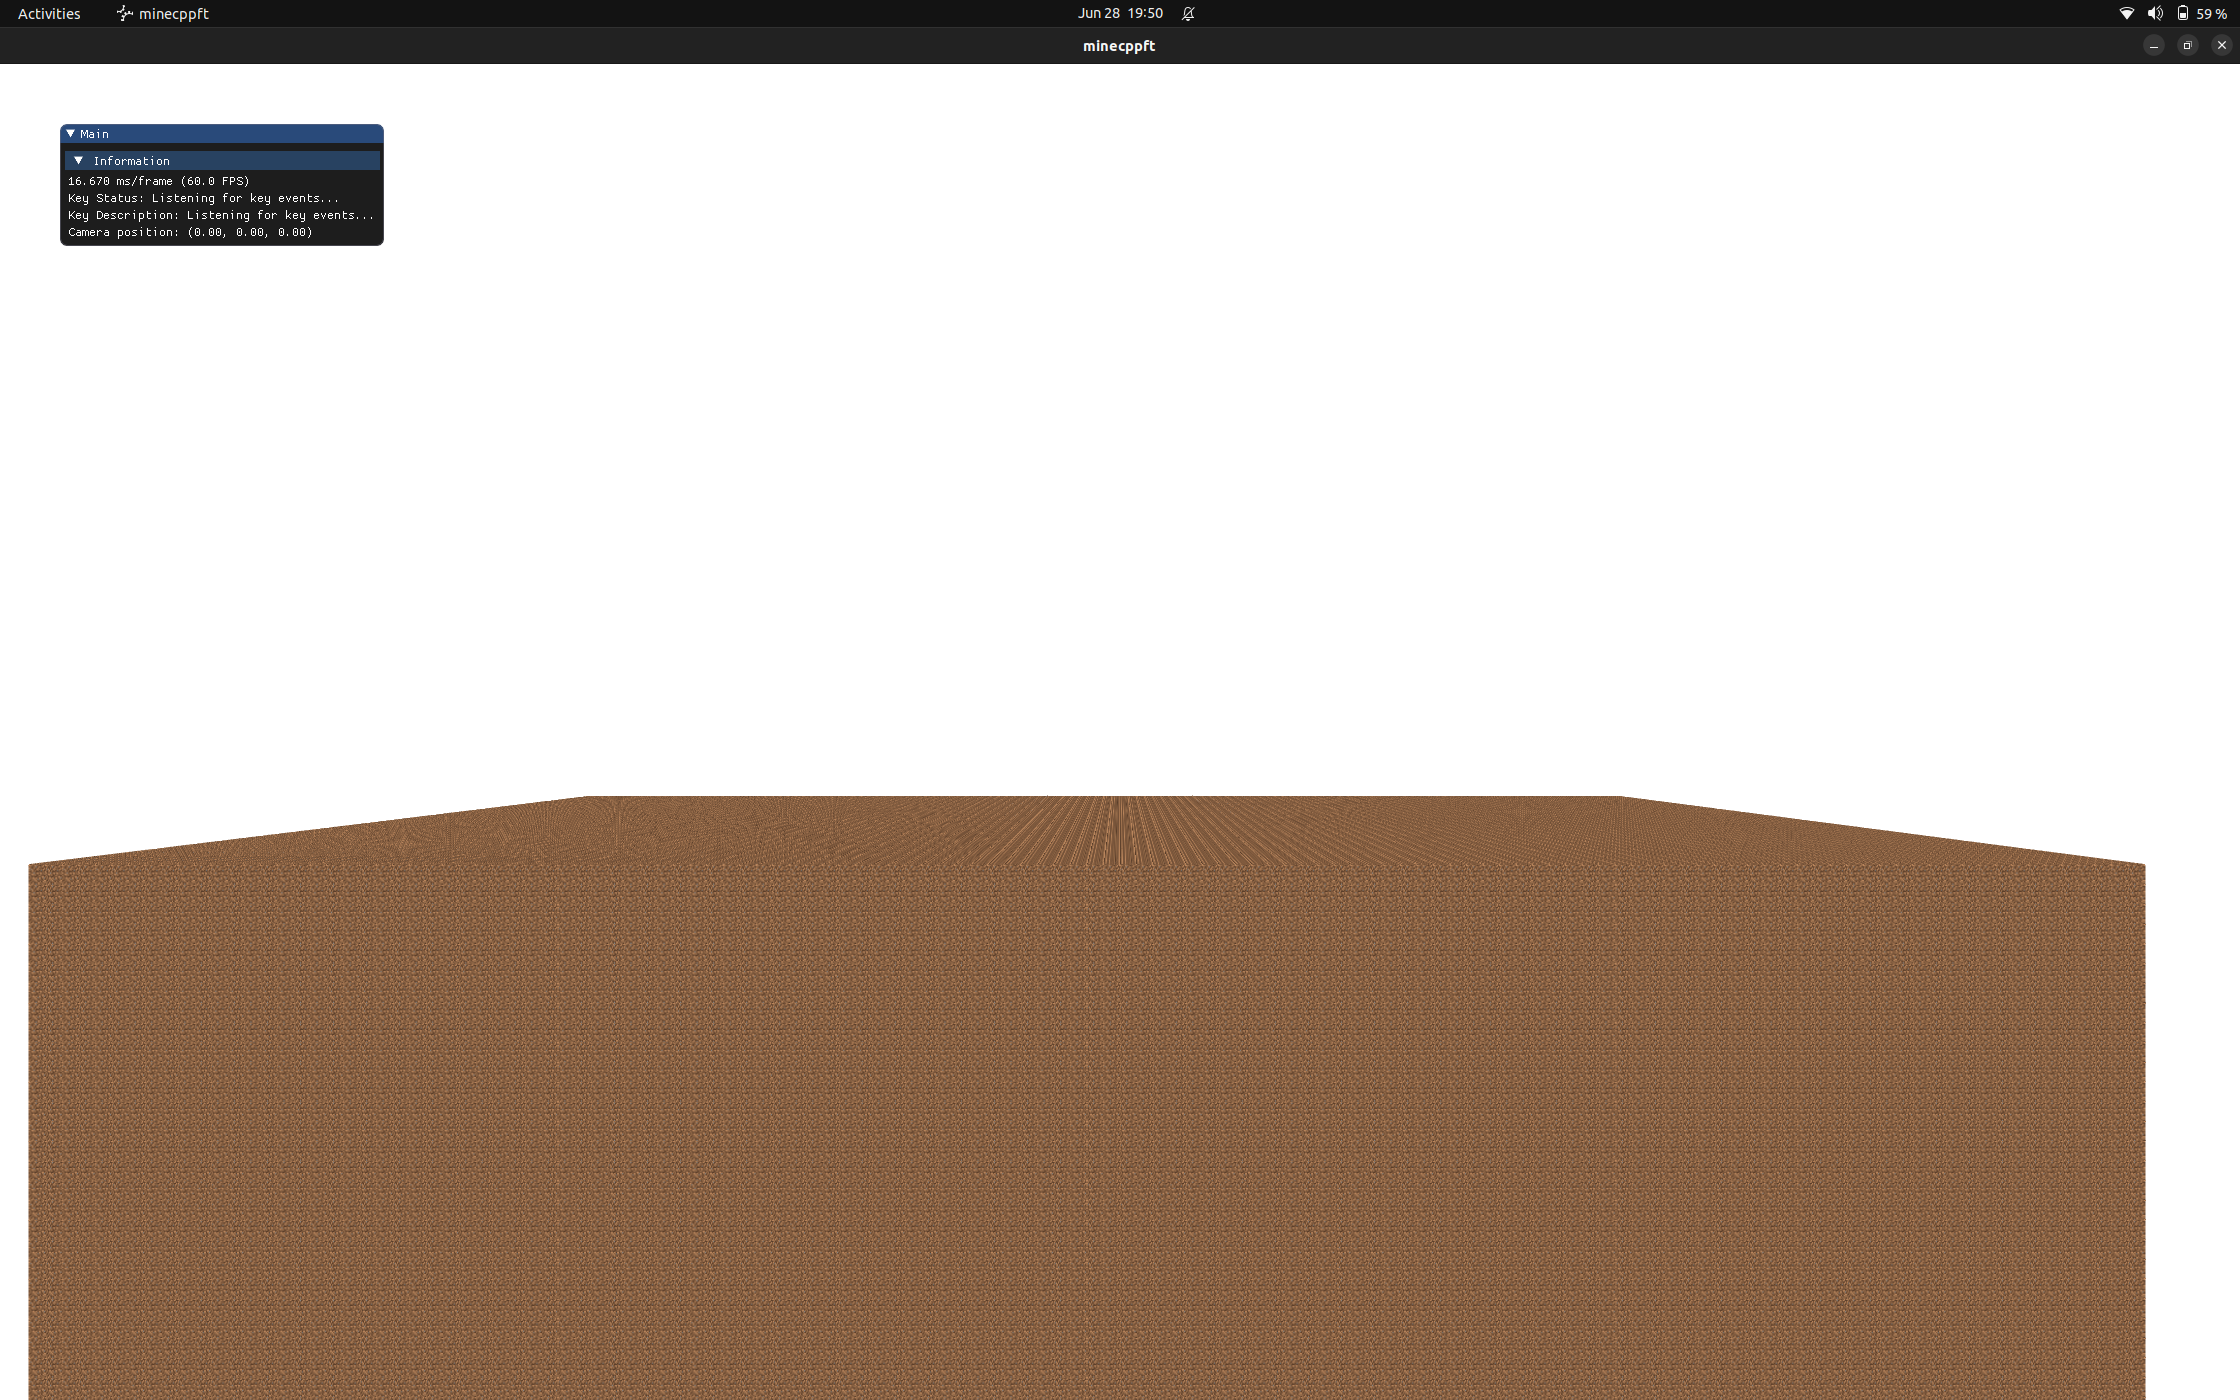 Activities minecppft Jun 28 19:50 59 %
minecppft
Main
Information
16.670 ms/frame (60.0 FPS)
Key Status: Listening for key events...
Key Description: Listening for key events...
Camera position: (0.00, 0.00, 0.00)